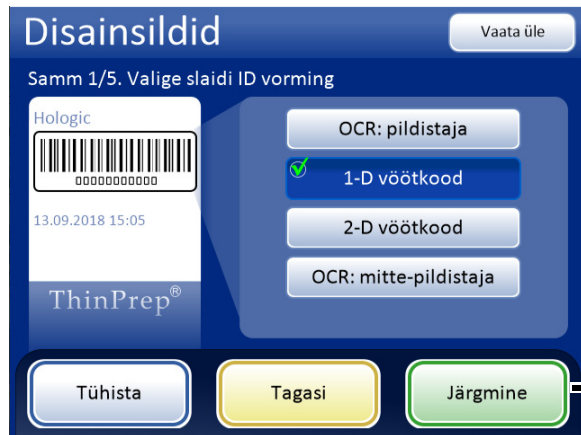 Disainsildid
Vaata üle
Samm 1/5. Valige slaidi ID vorming
Hologic
00000000000
13.09.2018 15:05
ThinPrep®
OCR: pildistaja
1-D vöötkood
2-D vöötkood
OCR: mitte-pildistaja
Tühista
Tagasi
Järgmine